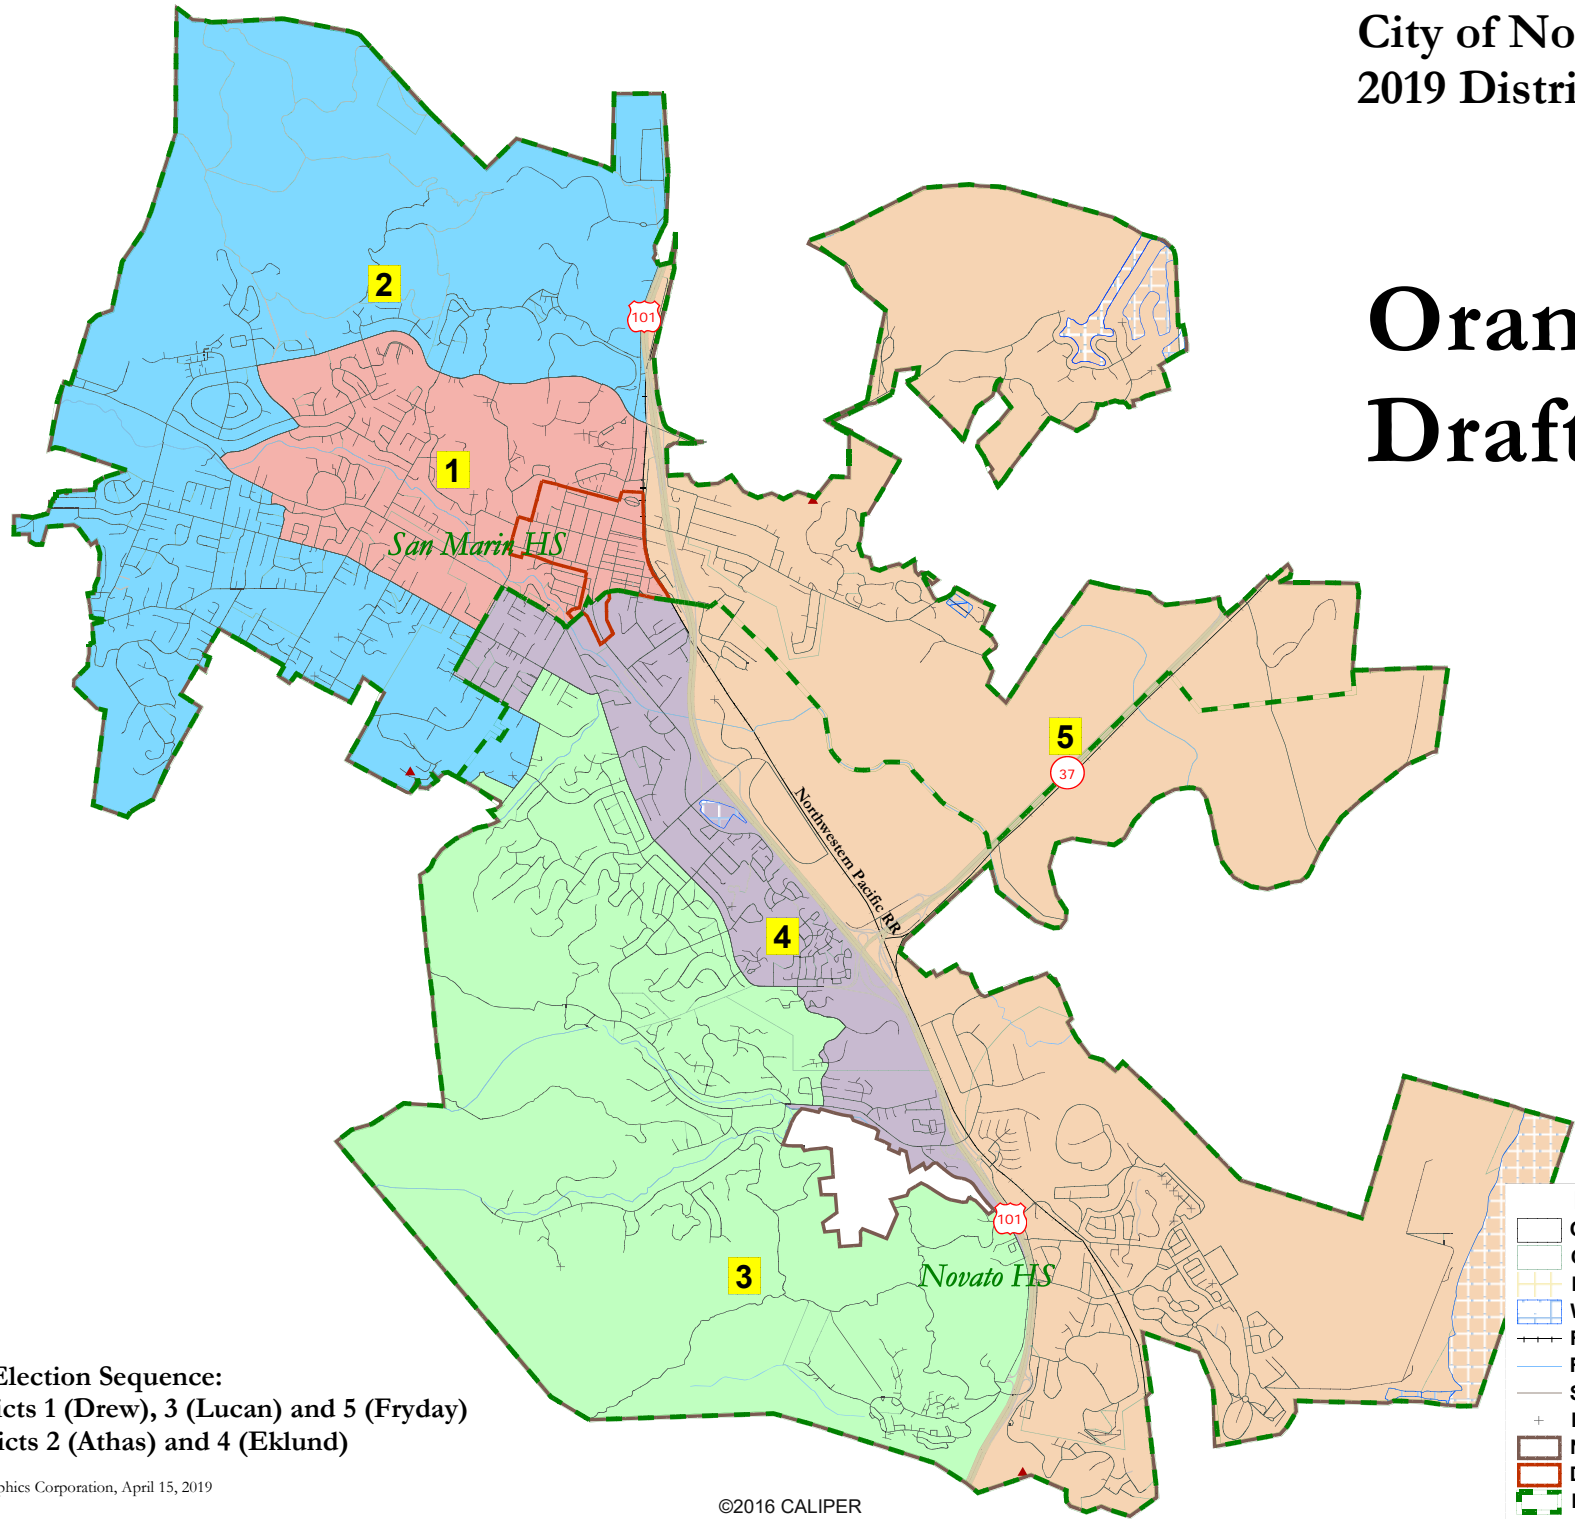 City of No
2019 Distri
Oran
Draft
2
101
1
San Marin HS
5
37
Northwestern Pacific RR
4
101
3
Novato HS
Election Sequence:
icts 1 (Drew), 3 (Lucan) and 5 (Fryday)
icts 2 (Athas) and 4 (Eklund)
phics Corporation, April 15, 2019
©2016 CALIPER